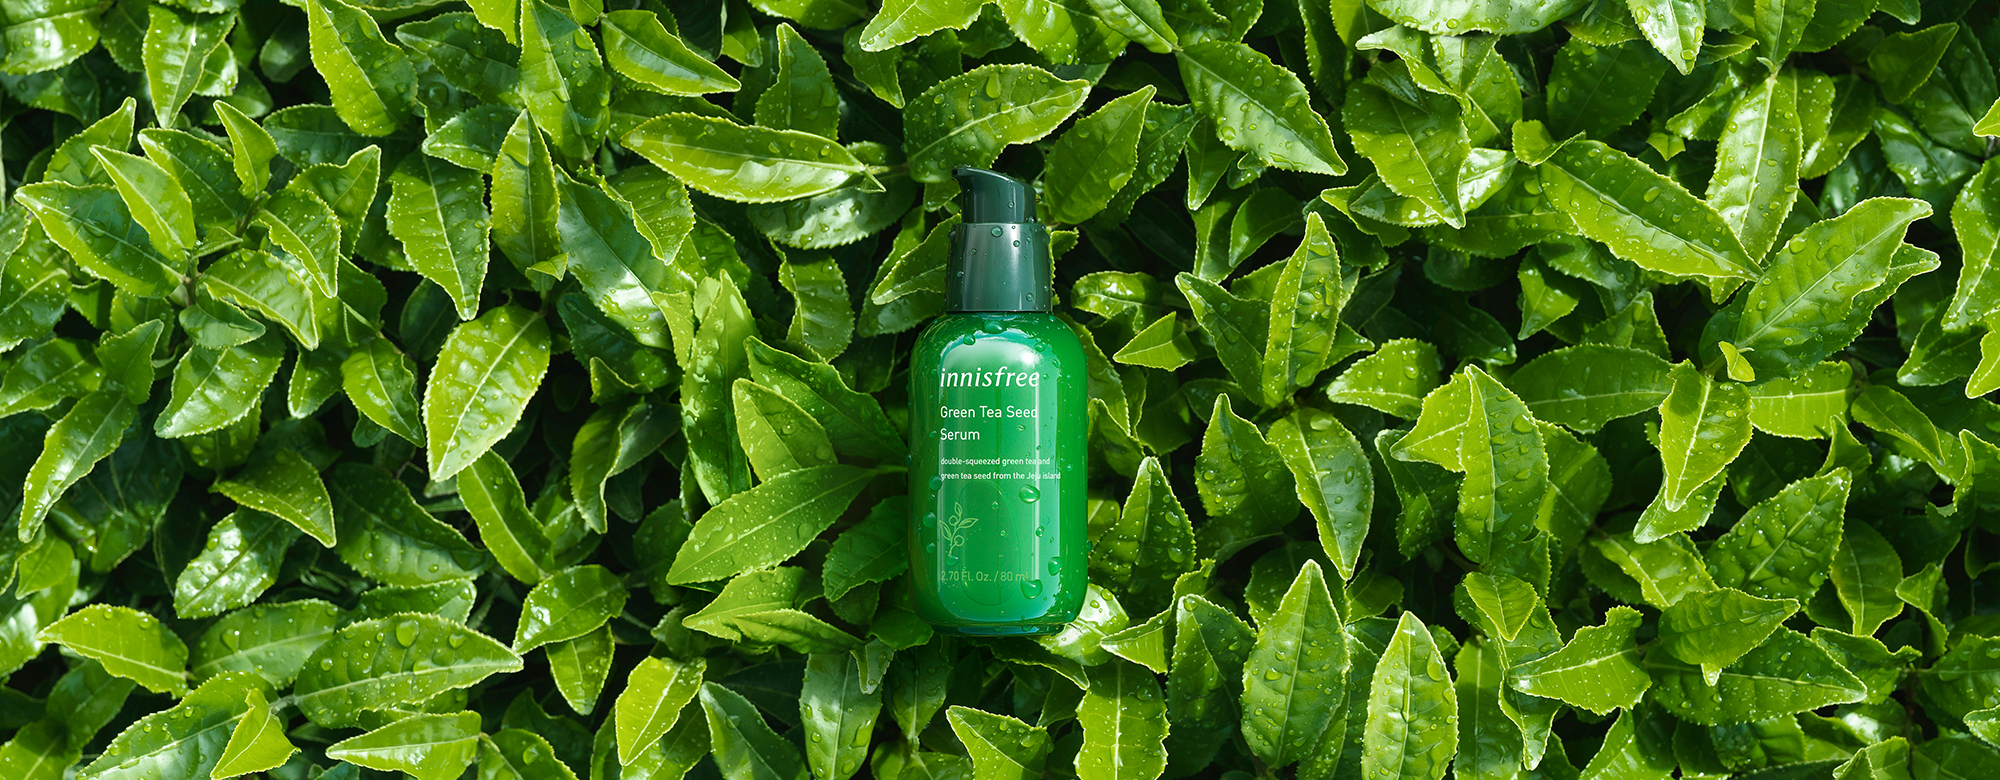 innisfree
Green Tea Seed
Serum
double-squeezed green tea and
green tea seed from the Jeju island
2.70 FL. Oz. / 80 mL